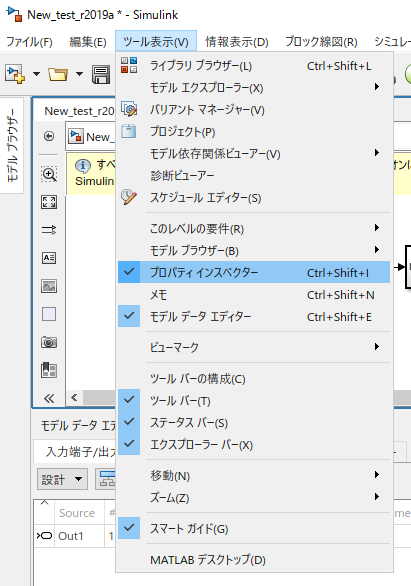 New_test_r2019a * - Simulink
ファイル(F) 編集(E) ツール表示(V) 情報表示(D) ブロック線図(R) シミュレー
ライブラリ ブラウザー(L) Ctrl+Shift+L
モデル エクスプローラー(X)
バリアント マネージャー(V)
プロジェクト(P)
モデル依存関係ビューアー(V)
診断ビューアー
スケジュール エディター(S)
このレベルの要件(R)
モデル ブラウザー(B)
プロパティ インスペクター Ctrl+Shift+I
メモ Ctrl+Shift+N
モデル データ エディター Ctrl+Shift+E
ビューマーク
ツール バーの構成(C)
ツール バー(T)
ステータス バー(S)
エクスプローラー バー(X)
移動(N)
ズーム(Z)
スマート ガイド(G)
MATLAB デスクトップ(D)
モデル ブラウザー
New_test_r20
New_
すべ
Simulin
モデル データ エデ
入力端子/出
設計
Source #
Out1 1